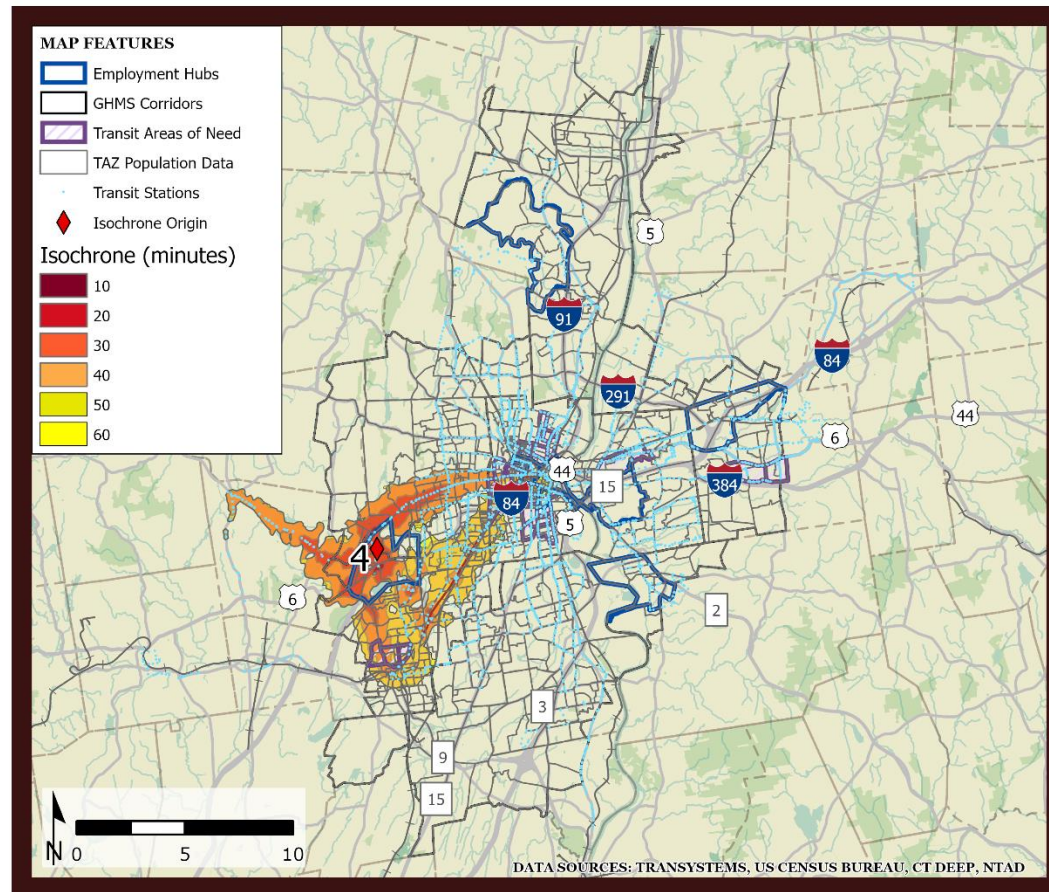 MAP FEATURES
Employment Hubs
GHMS Corridors
Transit Areas of Need
TAZ Population Data
Transit Stations
Isochrone Origin
Isochrone (minutes)
10
20
30
40
50
60
5
91
84
291
44
6
384
44
15
84
5
4
6
2
3
9
15
N 0 5 10
DATA SOURCES: TRANSYSTEMS, US CENSUS BUREAU, CT DEEP, NTAD